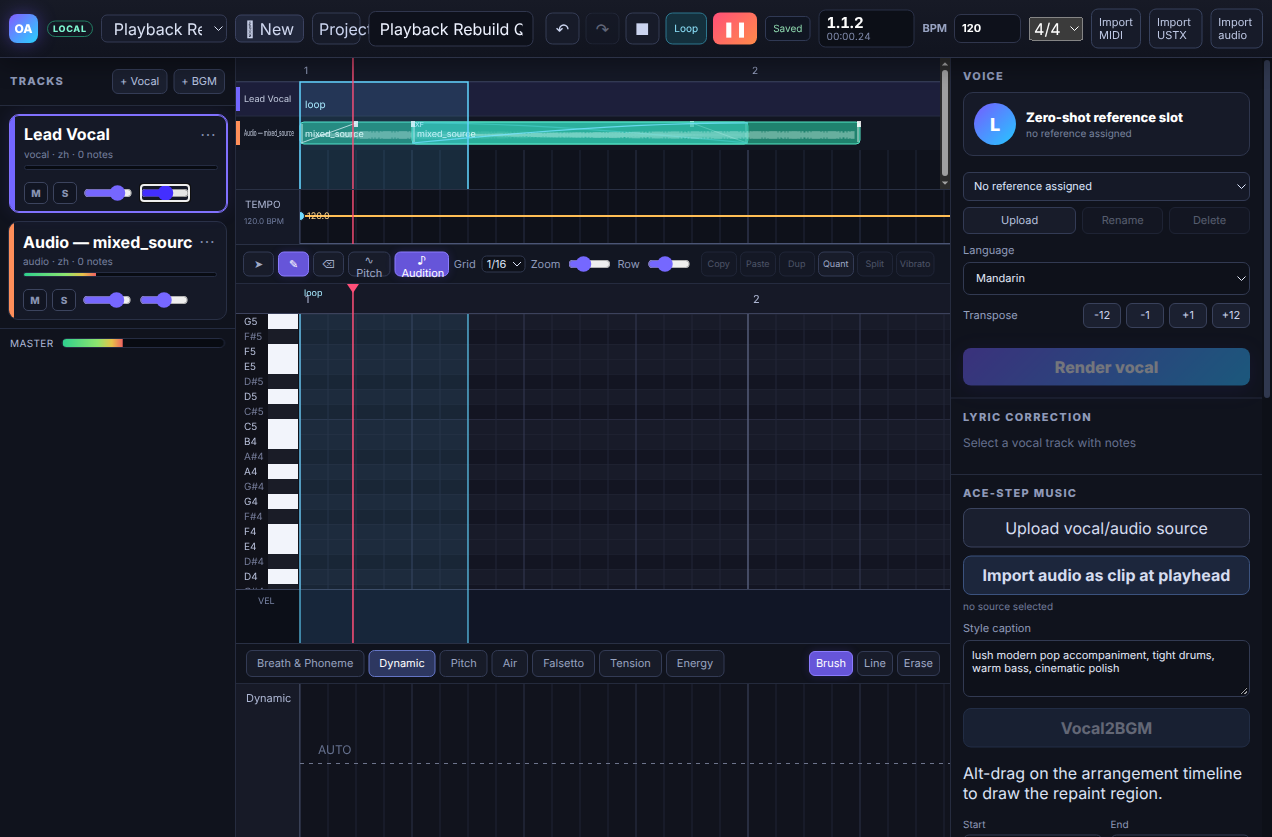 OA LOCAL Playback Re New Project Playback Rebuild Q Loop Saved 1.1.2 BPM 120 4/4 Import MIDI Import USTX Import audio
00:00.24
TRACKS + Vocal + BGM
Lead Vocal ...
vocal · zh · 0 notes
M S
Audio — mixed_sourc ...
audio · zh · 0 notes
M S
MASTER
1 2
Lead Vocal loop
Audio — mixed_source mixed_source mixed_source
TEMPO
120.0 BPM 120.0
Pitch Audition Grid 1/16 Zoom Row Copy Paste Dup Quant Split Vibrato
loop
1 2
G5
F#5
F5
E5
D#5
D5
C#5
C5
B4
A#4
A4
G#4
G4
F#4
F4
E4
D#4
D4
VEL
Breath & Phoneme Dynamic Pitch Air Falsetto Tension Energy Brush Line Erase
Dynamic
AUTO
VOICE
L Zero-shot reference slot
no reference assigned
No reference assigned
Upload Rename Delete
Language
Mandarin
Transpose -12 -1 +1 +12
Render vocal
LYRIC CORRECTION
Select a vocal track with notes
ACE-STEP MUSIC
Upload vocal/audio source
Import audio as clip at playhead
no source selected
Style caption
lush modern pop accompaniment, tight drums,
warm bass, cinematic polish
Vocal2BGM
Alt-drag on the arrangement timeline
to draw the repaint region.
Start End